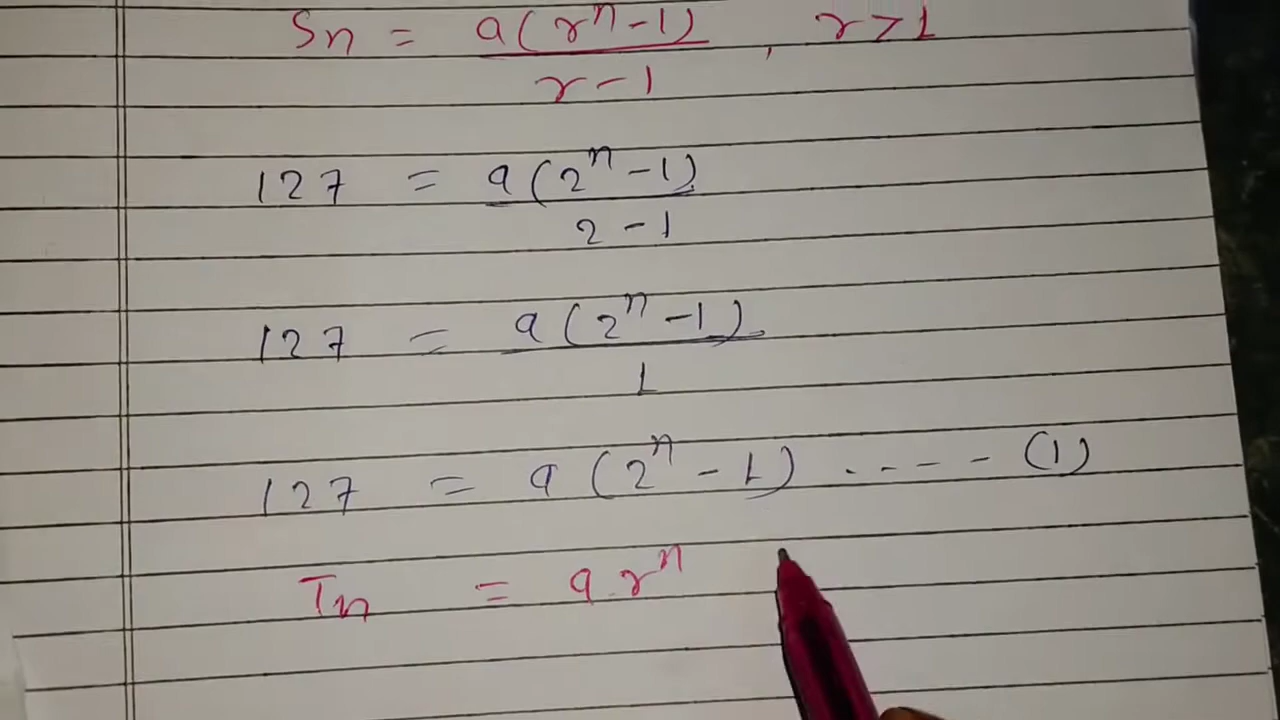 Sn = a(r^n-1)/r-1, r>1
127 = a(2^n-1)/2-1
127 = a(2^n-1)/1
127 = a(2^n-1) ----- (1)
Tn = a.r^n